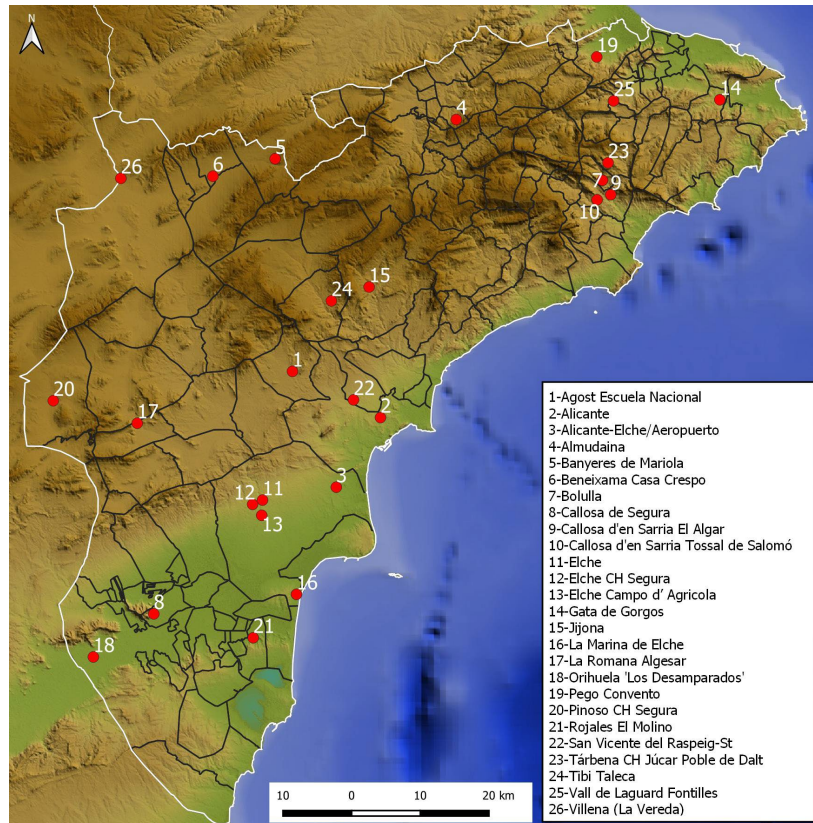 N
19
14
25
4
5
6
26
23
7
9
10
15
24
1
20
22
2
17
3
11
12
13
16
8
21
18
1-Agost Escuela Nacional
2-Alicante
3-Alicante-Elche/Aeropuerto
4-Almudaina
5-Banyeres de Mariola
6-Beneixama Casa Crespo
7-Bolulla
8-Callosa de Segura
9-Callosa d'en Sarria El Algar
10-Callosa d'en Sarria Tossal de Salomó
11-Elche
12-Elche CH Segura
13-Elche Campo d' Agricola
14-Gata de Gorgos
15-Jijona
16-La Marina de Elche
17-La Romana Algesar
18-Orihuela 'Los Desamparados'
19-Pego Convento
20-Pinoso CH Segura
21-Rojales El Molino
22-San Vicente del Raspeig-St
23-Tárbena CH Júcar Poble de Dalt
24-Tibi Taleca
25-Vall de Laguard Fontilles
26-Villena (La Vereda)
10 0 10 20 km